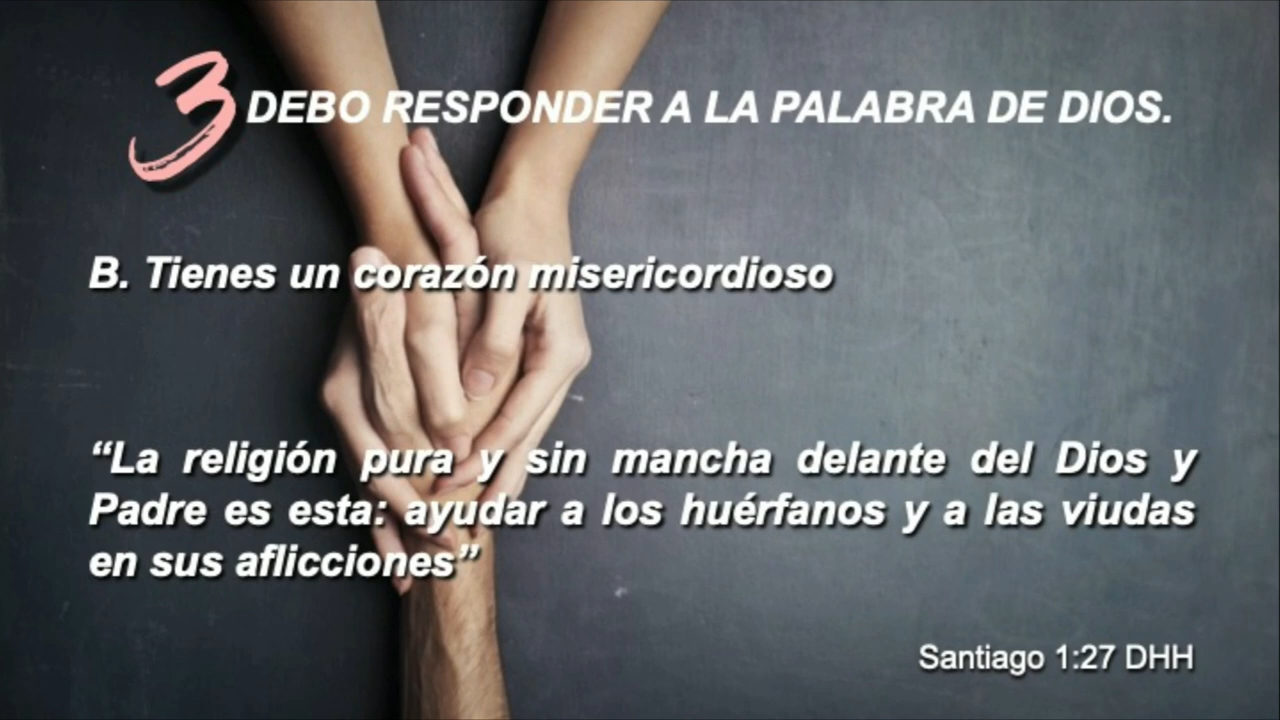 3 DEBO RESPONDER A LA PALABRA DE DIOS.
B. Tienes un corazón misericordioso
“La religión pura y sin mancha delante del Dios y
Padre es esta: ayudar a los huérfanos y a las viudas
en sus aflicciones”
Santiago 1:27 DHH